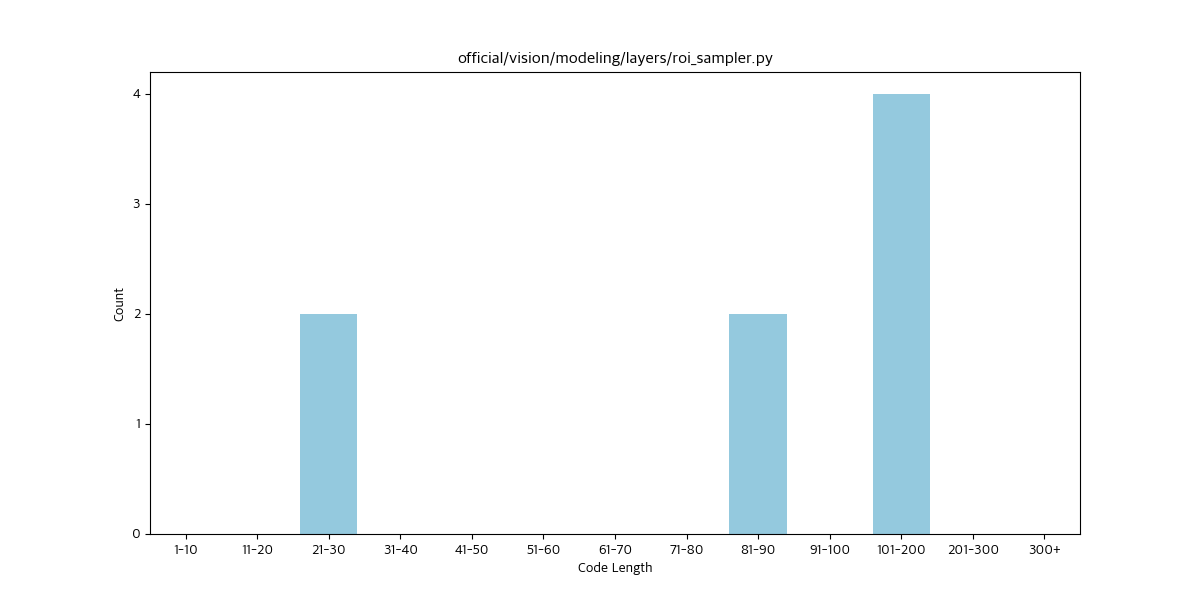 official/vision/modeling/layers/roi_sampler.py
4
3
2
1
0
Count
1-10 11-20 21-30 31-40 41-50 51-60 61-70 71-80 81-90 91-100 101-200 201-300 300+
Code Length